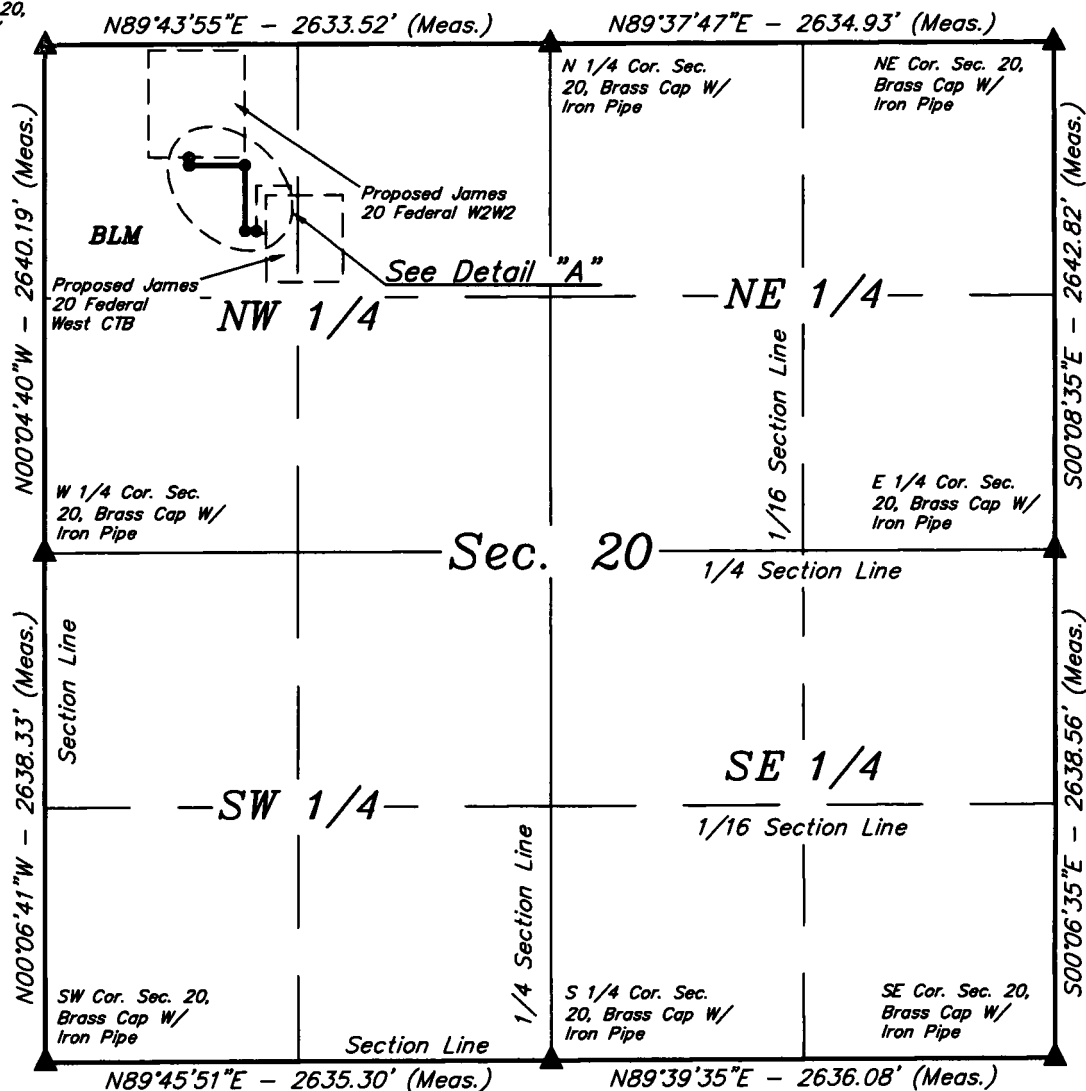 20,
N89°43'55"E - 2633.52' (Meas.)
N89°37'47"E - 2634.93' (Meas.)
N 1/4 Cor. Sec.
20, Brass Cap W/
Iron Pipe
NE Cor. Sec. 20,
Brass Cap W/
Iron Pipe
N00°04'40"W - 2640.19' (Meas.)
S00°08'35"E - 2642.82' (Meas.)
Proposed James
20 Federal W2W2
BLM
See Detail "A"
Proposed James
20 Federal
West CTB
NW 1/4
NE 1/4
1/16 Section Line
W 1/4 Cor. Sec.
20, Brass Cap W/
Iron Pipe
E 1/4 Cor. Sec.
20, Brass Cap W/
Iron Pipe
Sec. 20
1/4 Section Line
Section Line
N00°06'41"W - 2638.33' (Meas.)
S00°06'35"E - 2638.56' (Meas.)
SE 1/4
SW 1/4
1/16 Section Line
1/4 Section Line
SW Cor. Sec. 20,
Brass Cap W/
Iron Pipe
S 1/4 Cor. Sec.
20, Brass Cap W/
Iron Pipe
SE Cor. Sec. 20,
Brass Cap W/
Iron Pipe
Section Line
N89°45'51"E - 2635.30' (Meas.)
N89°39'35"E - 2636.08' (Meas.)